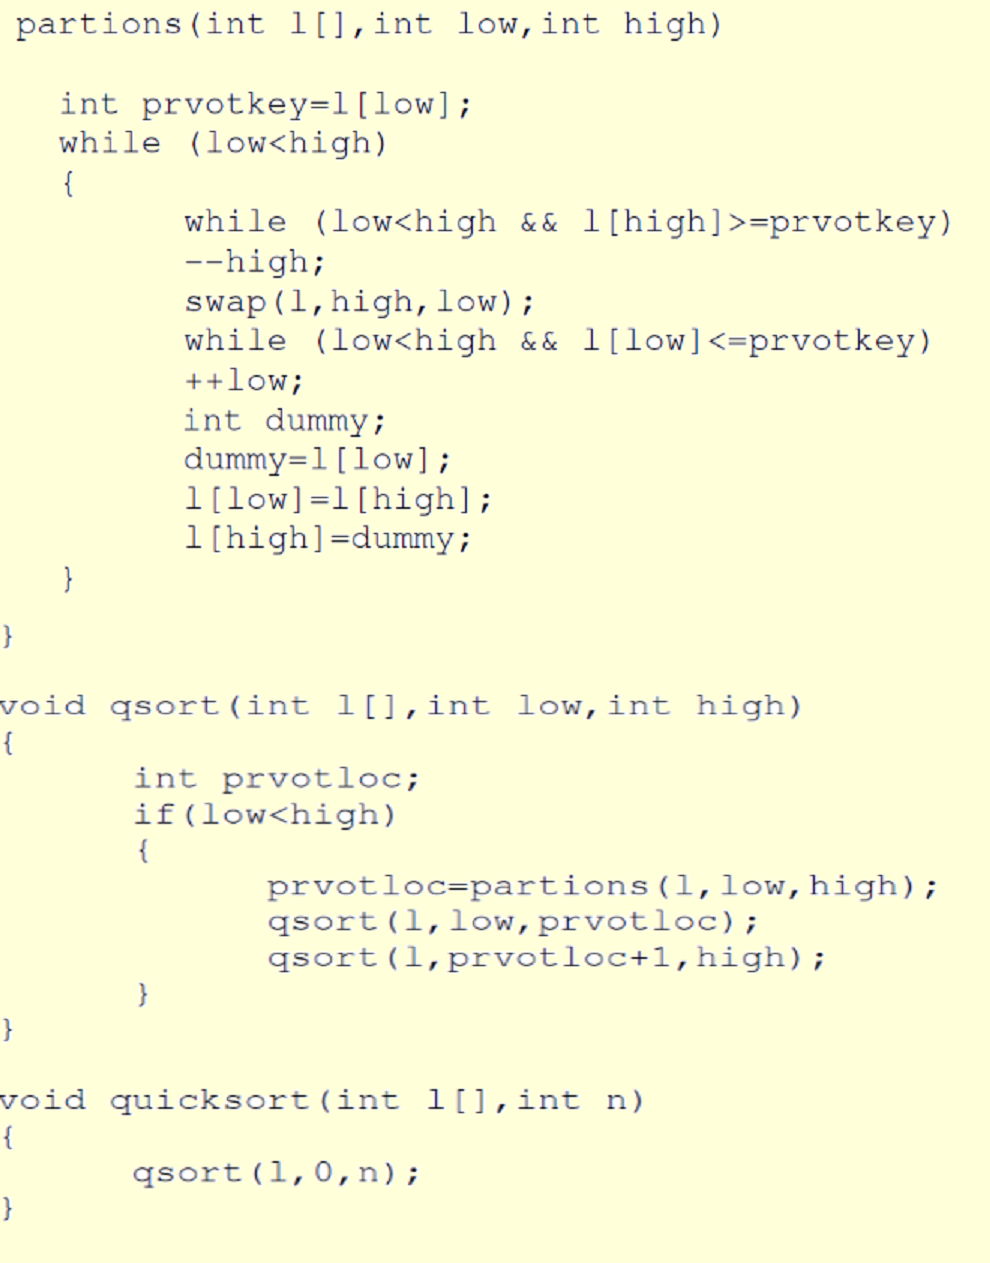 partions(int l[],int low,int high)
int prvotkey=l[low];
while (low<high)
{
while (low<high && l[high]>=prvotkey)
--high;
swap(l,high,low);
while (low<high && l[low]<=prvotkey)
++low;
int dummy;
dummy=l[low];
l[low]=l[high];
l[high]=dummy;
}
}
void qsort(int l[],int low,int high)
{
int prvotloc;
if(low<high)
{
prvotloc=partions(l,low,high);
qsort(l,low,prvotloc);
qsort(l,prvotloc+1,high);
}
}
void quicksort(int l[],int n)
{
qsort(l,0,n);
}